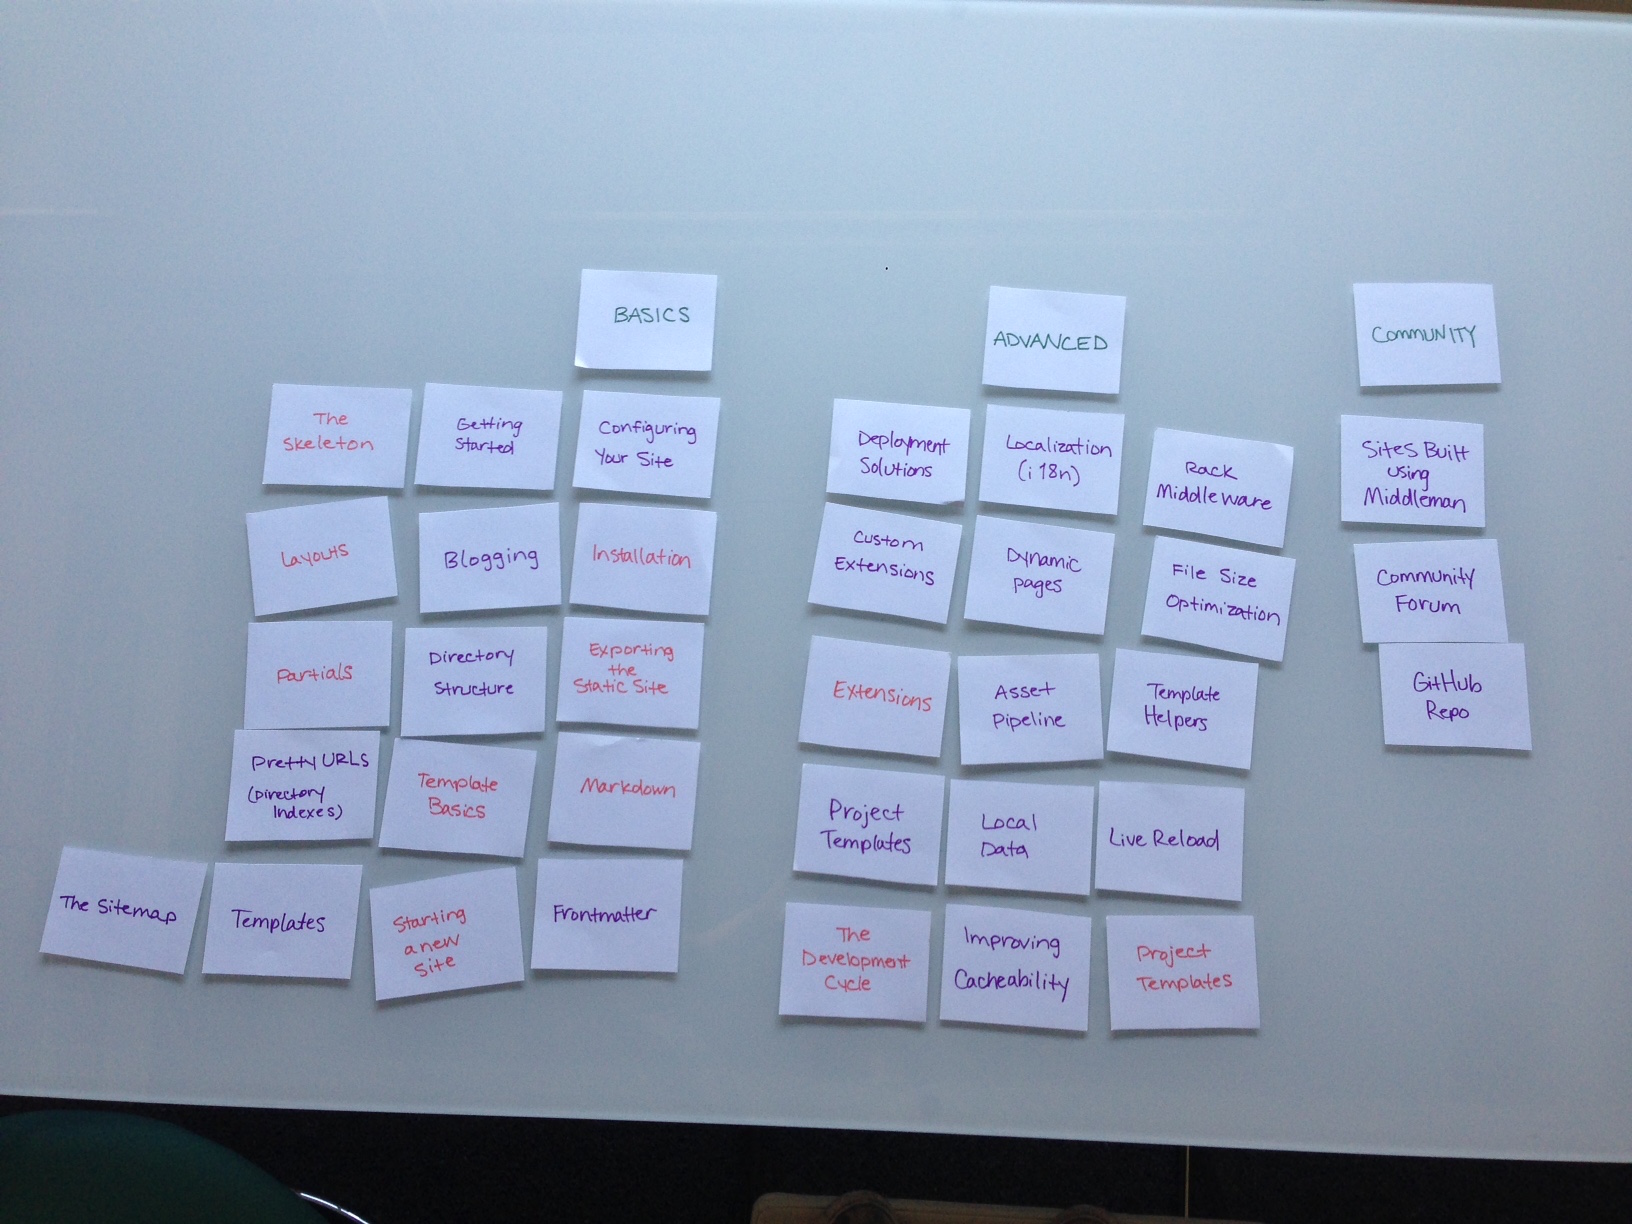 BASICS
The
Skeleton
Getting
Started
Configuring
Your Site
Layouts
Blogging
Installation
Partials
Directory
Structure
Exporting
the
Static Site
Pretty URLS
(Directory
Indexes)
Template
Basics
Markdown
The Sitemap
Templates
Starting
a new
Site
Frontmatter
ADVANCED
Deployment
Solutions
Localization
(i18n)
Rack
Middleware
Custom
Extensions
Dynamic
pages
File Size
Optimization
Extensions
Asset
Pipeline
Template
Helpers
Project
Templates
Local
Data
Live Reload
The
Development
Cycle
Improving
Cacheability
Project
Templates
COMMUNITY
Sites Built
using
Middleman
Community
Forum
GitHub
Repo